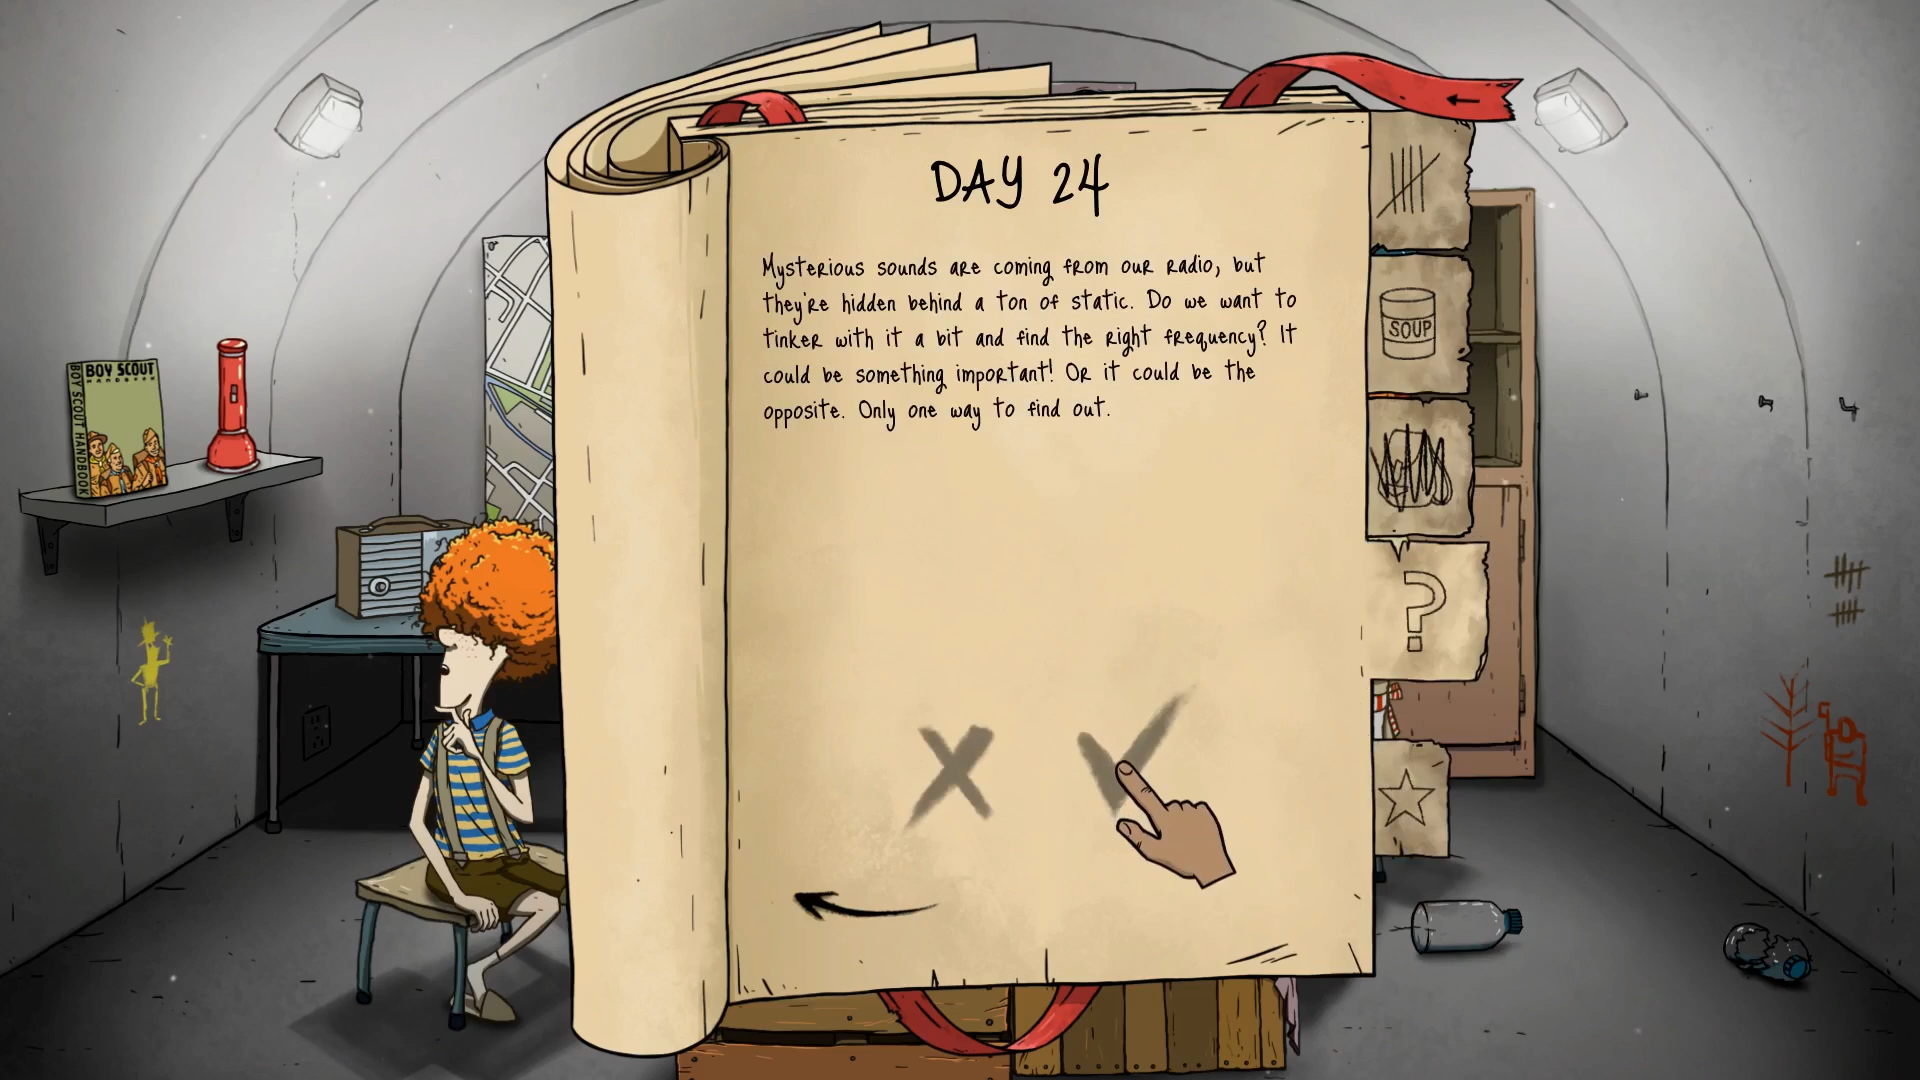 DAY 24
Mysterious sounds are coming from our radio, but
they're hidden behind a ton of static. Do we want to
tinker with it a bit and find the right frequency? It
could be something important! Or it could be the
opposite. Only one way to find out.
SOUP
?
BOY SCOUT
HANDBOOK
BOY SCOUT HANDBOOK